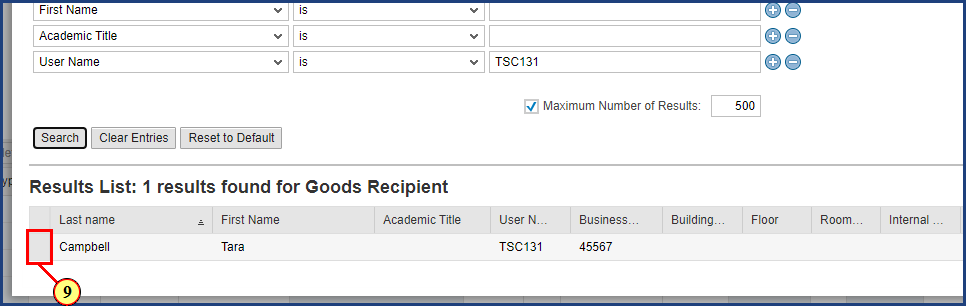 First Name is
Academic Title is
User Name is TSC131
Maximum Number of Results: 500
Search Clear Entries Reset to Default
Results List: 1 results found for Goods Recipient
Last name First Name Academic Title User N... Business... Building... Floor Room... Internal ...
Campbell Tara TSC131 45567
9